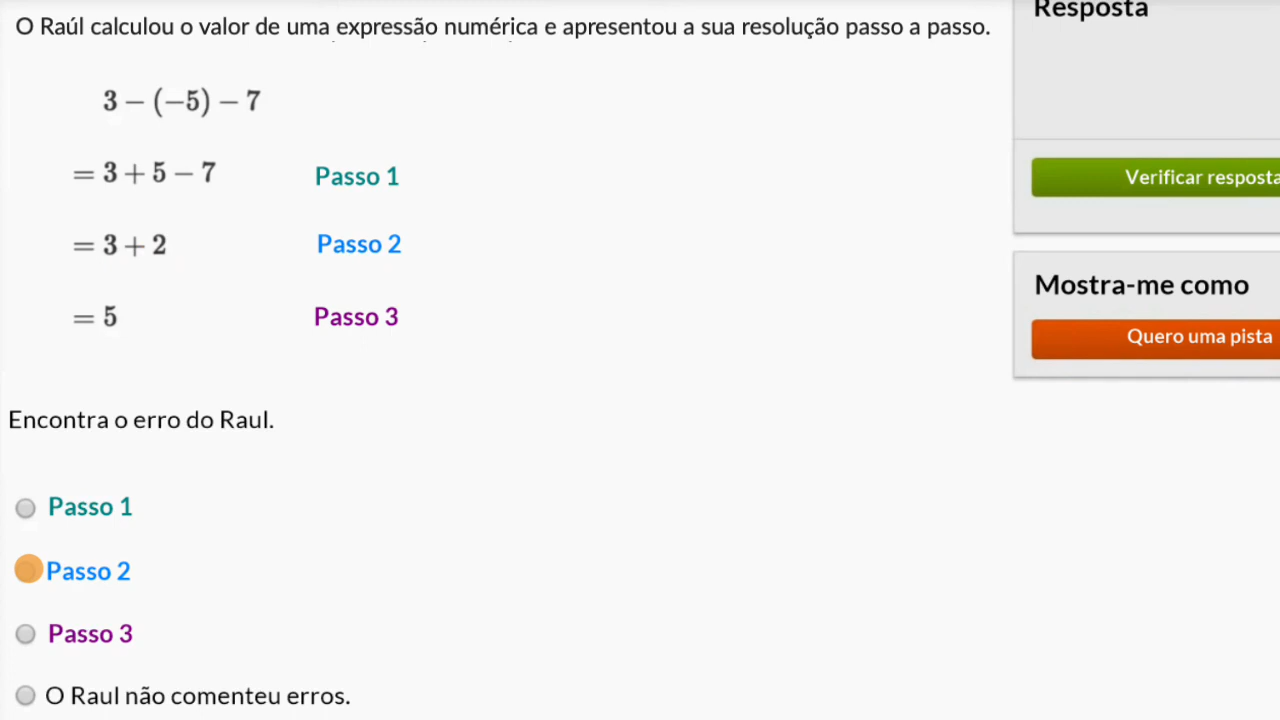 O Raúl calculou o valor de uma expressão numérica e apresentou a sua resolução passo a passo.
3 − (−5) − 7
= 3 + 5 − 7 Passo 1
= 3 + 2 Passo 2
= 5 Passo 3
Encontra o erro do Raul.
Passo 1
Passo 2
Passo 3
O Raul não comenteu erros.
Resposta
Verificar resposta
Mostra-me como
Quero uma pista